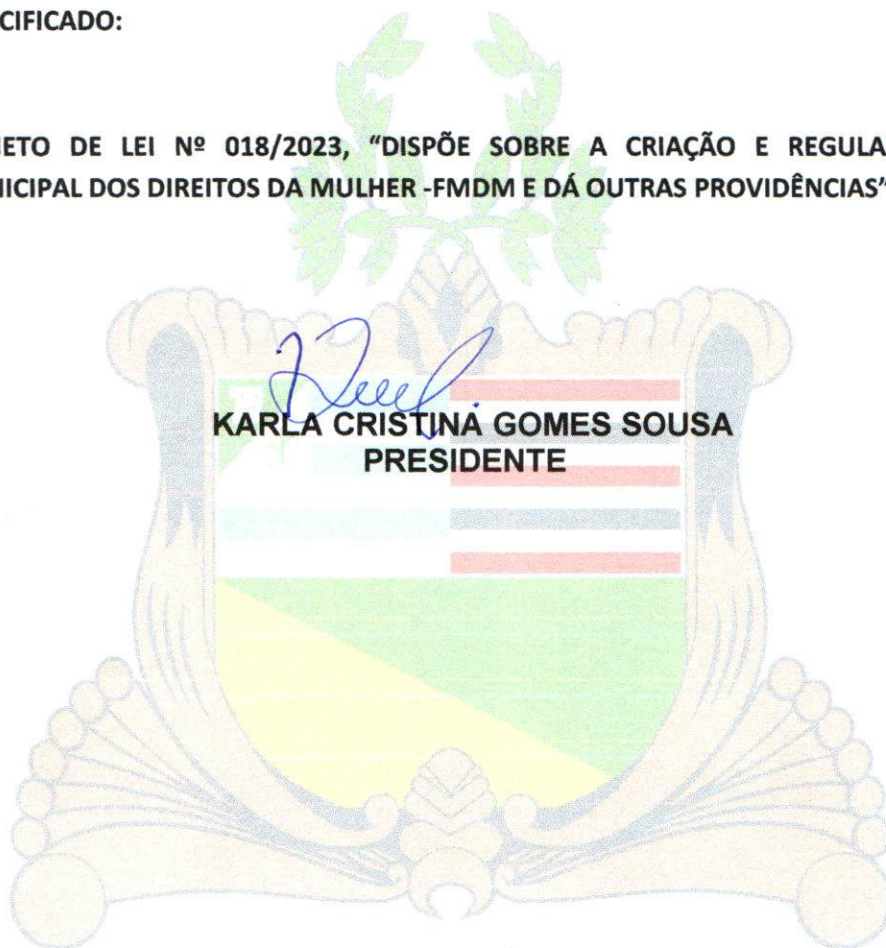 CIFICADO:
ETO DE LEI Nº 018/2023, “DISPÕE SOBRE A CRIAÇÃO E REGULA
ICIPAL DOS DIREITOS DA MULHER -FMDM E DÁ OUTRAS PROVIDÊNCIAS”
KARLA CRISTINA GOMES SOUSA
PRESIDENTE